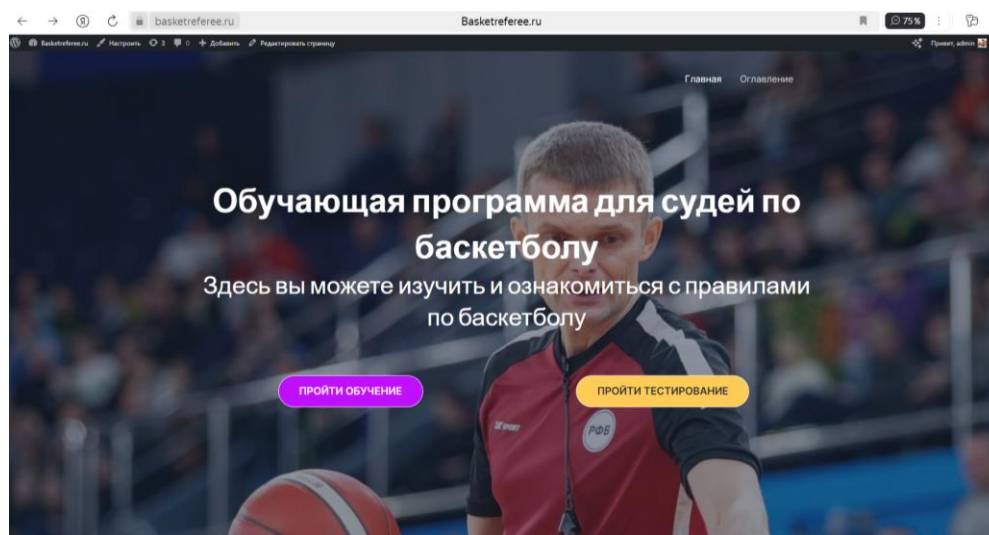 basketreferee.ru
Basketreferee.ru
75 %
Basketreferee.ru Настроить 3 0 Добавить Редактировать страницу
Привет, admin
Главная Оглавление
Обучающая программа для судей по
баскетболу
Здесь вы можете изучить и ознакомиться с правилами
по баскетболу
ПРОЙТИ ОБУЧЕНИЕ
ПРОЙТИ ТЕСТИРОВАНИЕ
РФБ